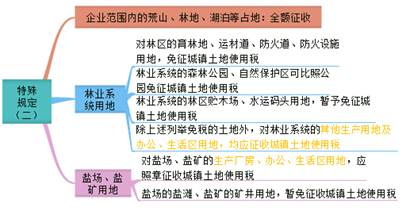 企业范围内的荒山、林地、湖泊等占地：全额征收
特殊
规定
（二）
林业系
统用地
对林区的育林地、运材道、防火道、防火设施
用地，免征城镇土地使用税
林业系统的森林公园、自然保护区可比照公
园免征城镇土地使用税
林业系统的林区贮木场、水运码头用地，暂予免征城
镇土地使用税
除上述列举免税的土地外，对林业系统的其他生产用地及
办公、生活区用地，均应征收城镇土地使用税
盐场、盐
矿用地
对盐场、盐矿的生产厂房、办公、生活区用地，应
照章征收城镇土地使用税
盐场的盐滩、盐矿的矿井用地，暂免征收城镇土地使用税